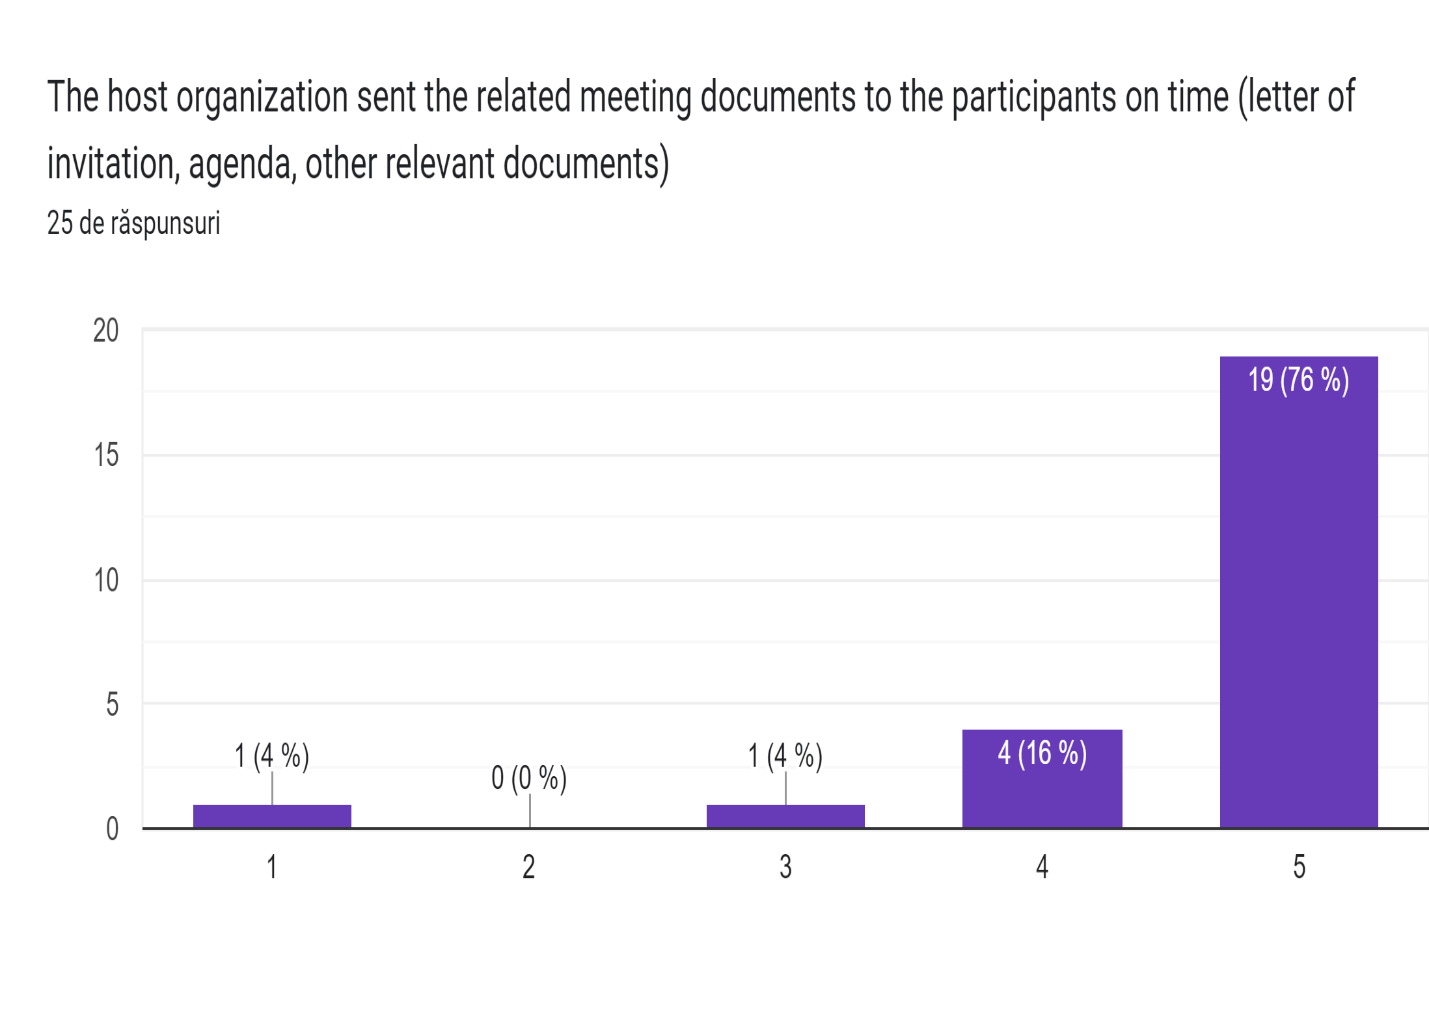 The host organization sent the related meeting documents to the participants on time (letter of
invitation, agenda, other relevant documents)
25 de răspunsuri
20
15
10
5
0
1 (4 %)
0 (0 %)
1 (4 %)
4 (16 %)
19 (76 %)
1
2
3
4
5